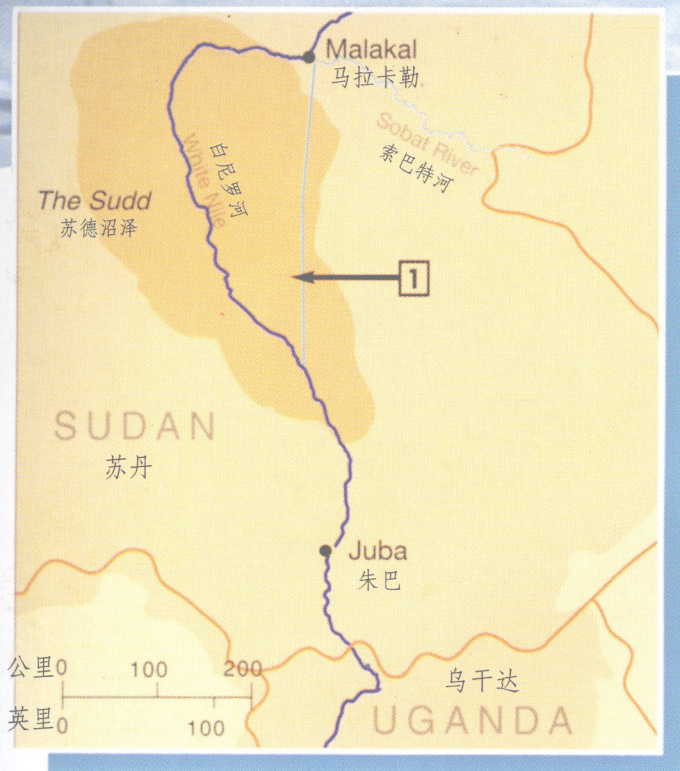 Malakal
马拉卡勒
Sobat River
索巴特河
White Nile
白尼罗河
The Sudd
苏德沼泽
1
SUDAN
苏丹
Juba
朱巴
公里0 100 200
英里0 100
乌干达
UGANDA